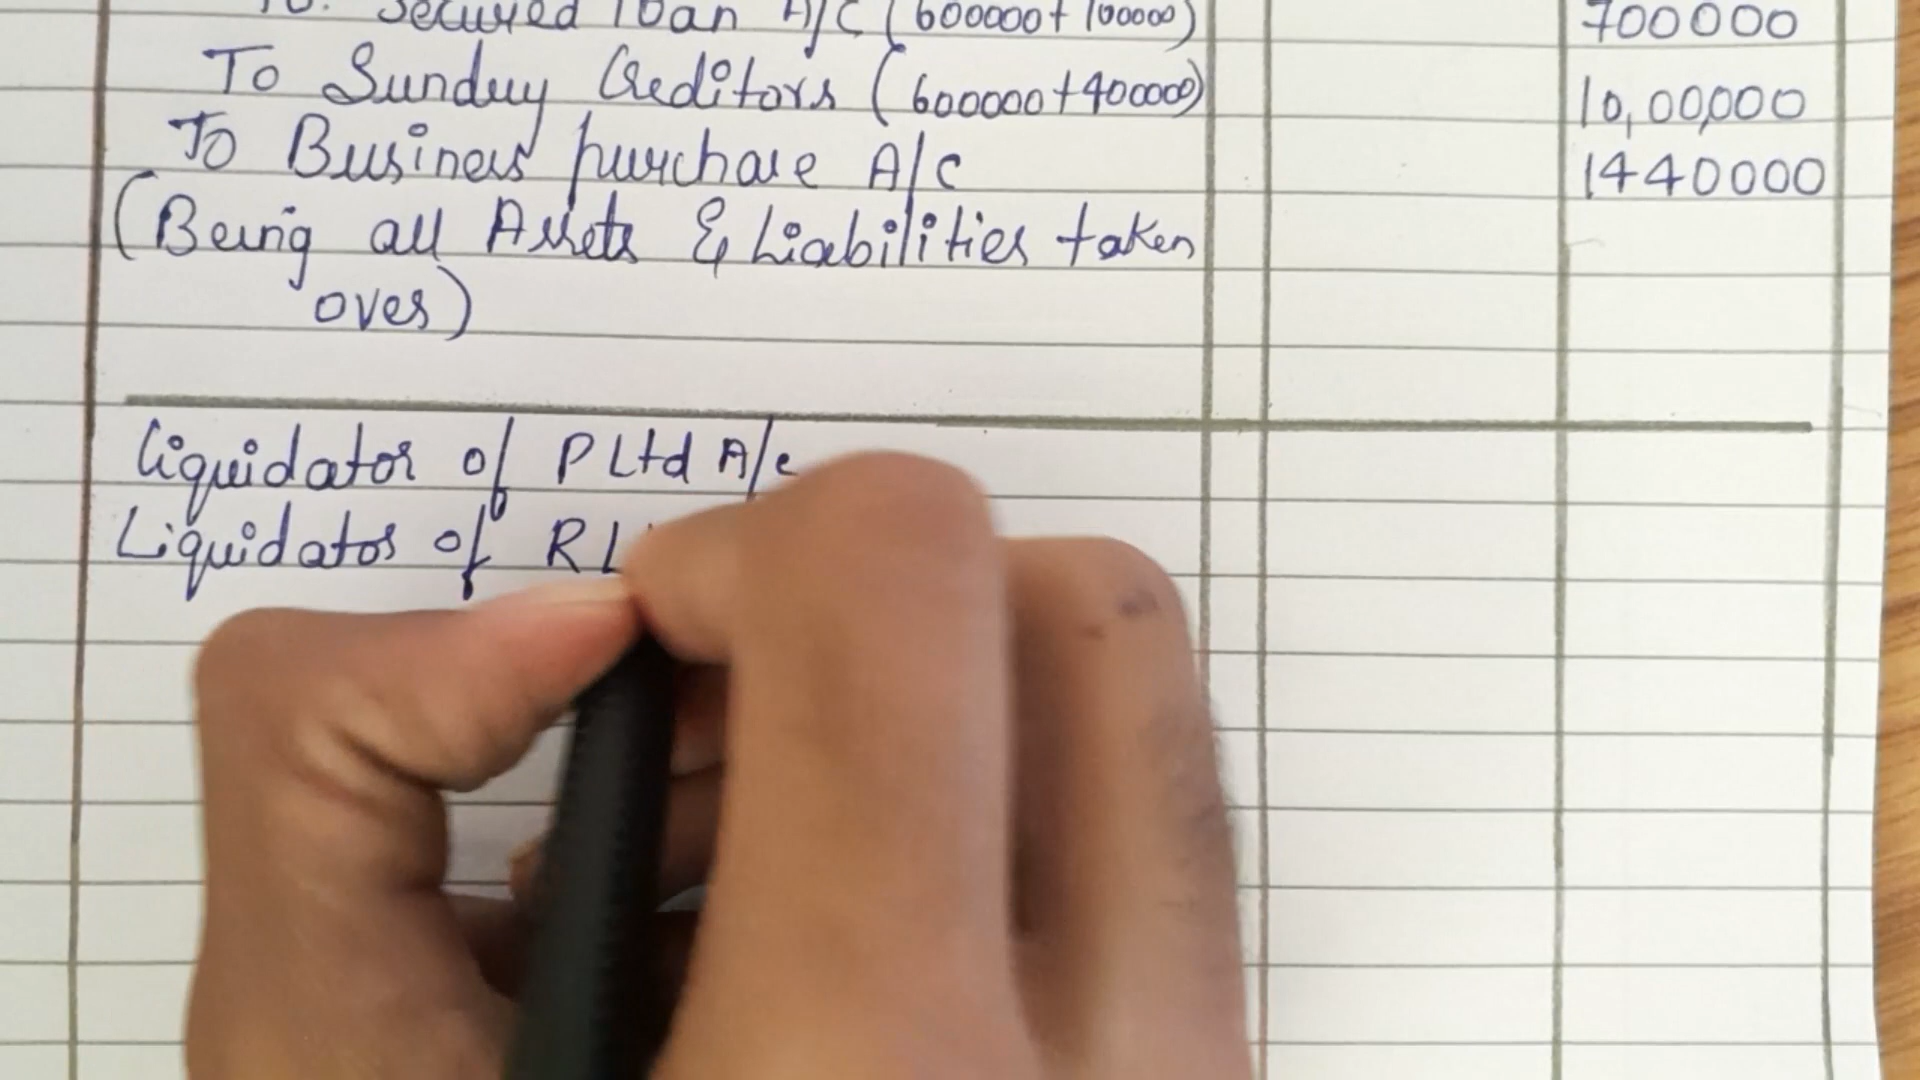 To. Secured loan A/C (600000+100000) 700000
To Sundry Creditors (600000+400000) 10,00,000
To Business purchase A/C 1440000
(Being all Assets & Liabilities taken
over)
Liquidator of P Ltd A/c
Liquidator of R L